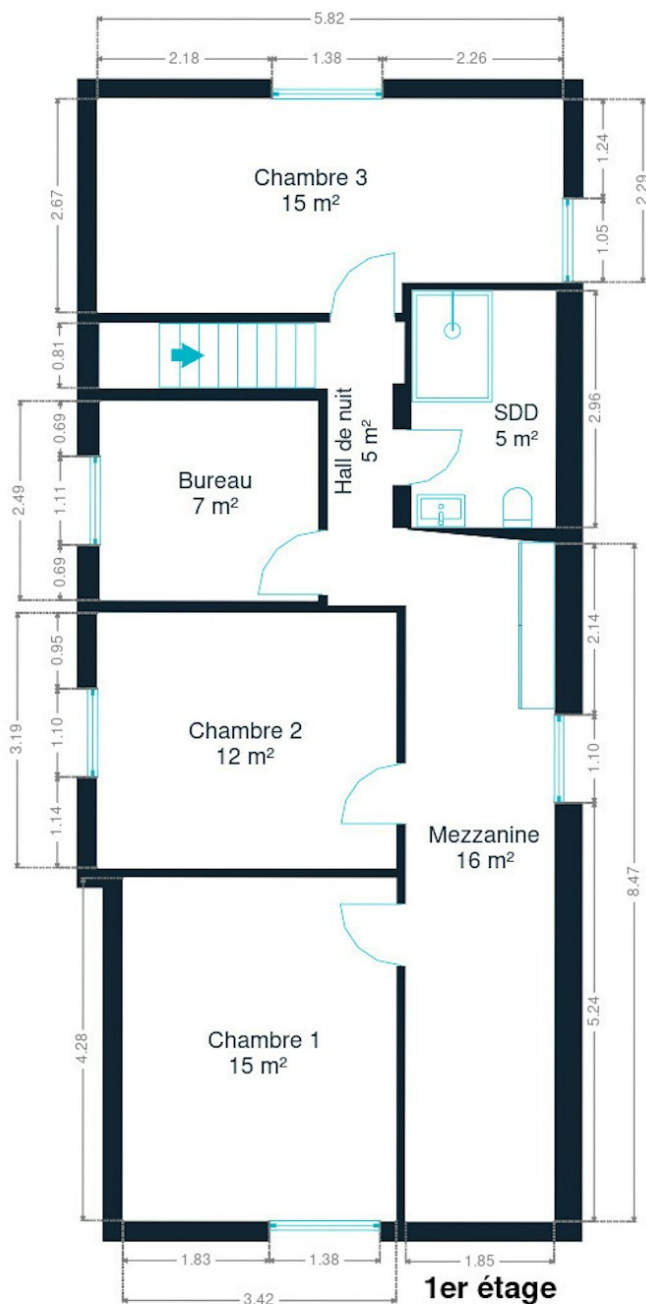 5.82
2.18
1.38
2.26
2.67
Chambre 3
15 m²
1.24
2.29
1.05
0.81
Hall de nuit
5 m²
SDD
5 m²
2.96
0.69
2.49
1.11
Bureau
7 m²
0.69
0.95
3.19
1.10
Chambre 2
12 m²
1.14
2.14
1.10
8.47
Mezzanine
16 m²
5.24
4.28
Chambre 1
15 m²
1.83
1.38
1.85
3.42
1er étage